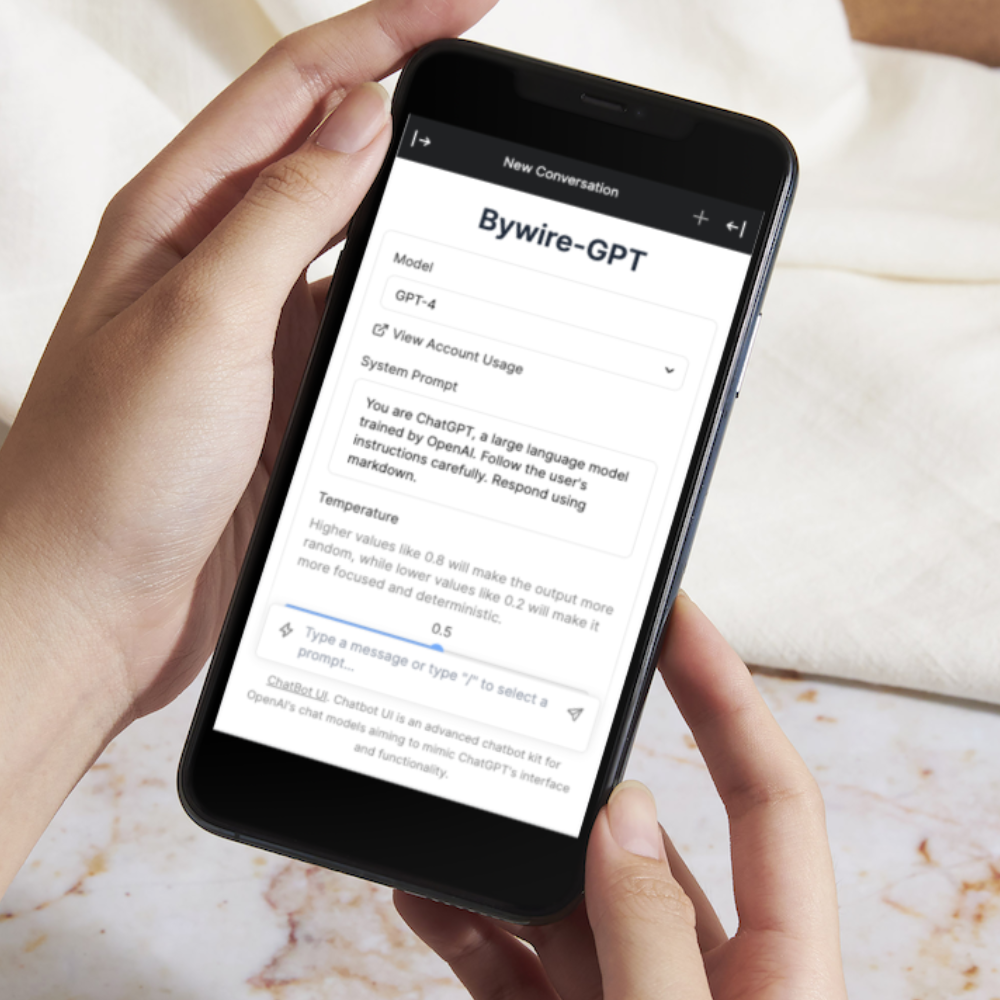 New Conversation
Bywire-GPT
Model
GPT-4
View Account Usage
System Prompt
You are ChatGPT, a large language model
trained by OpenAI. Follow the user's
instructions carefully. Respond using
markdown.
Temperature
Higher values like 0.8 will make the output more
random, while lower values like 0.2 will make it
more focused and deterministic.
0.5
Type a message or type "/" to select a
prompt...
ChatBot UI. Chatbot UI is an advanced chatbot kit for
OpenAI's chat models aiming to mimic ChatGPT's interface
and functionality.